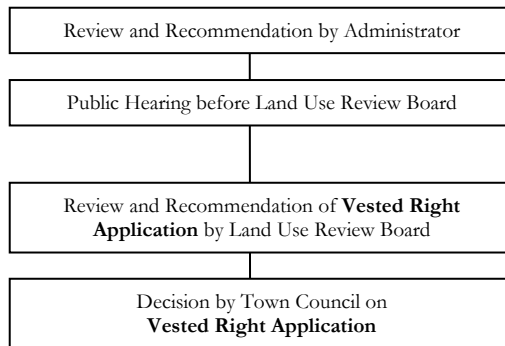 Review and Recommendation by Administrator
Public Hearing before Land Use Review Board
Review and Recommendation of Vested Right
Application by Land Use Review Board
Decision by Town Council on
Vested Right Application